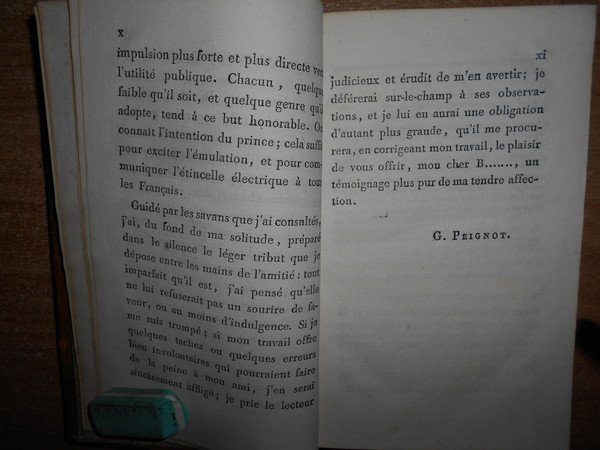 x
impulsion plus forte et plus directe vers
l'utilité publique. Chacun, quelque
faible qu'il soit, et quelque genre qu'il
adopte, tend à ce but honorable. On
connaît l'intention du prince; cela suffit
pour exciter l'émulation, et pour com-
muniquer l'étincelle électrique à tous
les Français.
Guidé par les savans que j'ai consultés,
j'ai, du fond de ma solitude, préparé
dans le silence le léger tribut que je
dépose entre les mains de l'amitié: tout
imparfait qu'il est, j'ai pensé qu'elle
ne lui refuserait pas un sourire de fa-
veur, ou au moins d'indulgence. Si je
me suis trompé; si mon travail offre
quelques taches ou quelques erreurs
bien involontaires qui pourraient faire
de la peine à mon ami, j'en serai
sincèrement affligé; je prie le lecteur
xi
judicieux et érudit de m'en avertir; je
déférerai sur-le-champ à ses observa-
tions, et je lui en aurai une obligation
d'autant plus grande, qu'il me procu-
rera, en corrigeant mon travail, le plaisir
de vous offrir, mon cher B......., un
témoignage plus pur de ma tendre affec-
tion.
G. PEIGNOT.